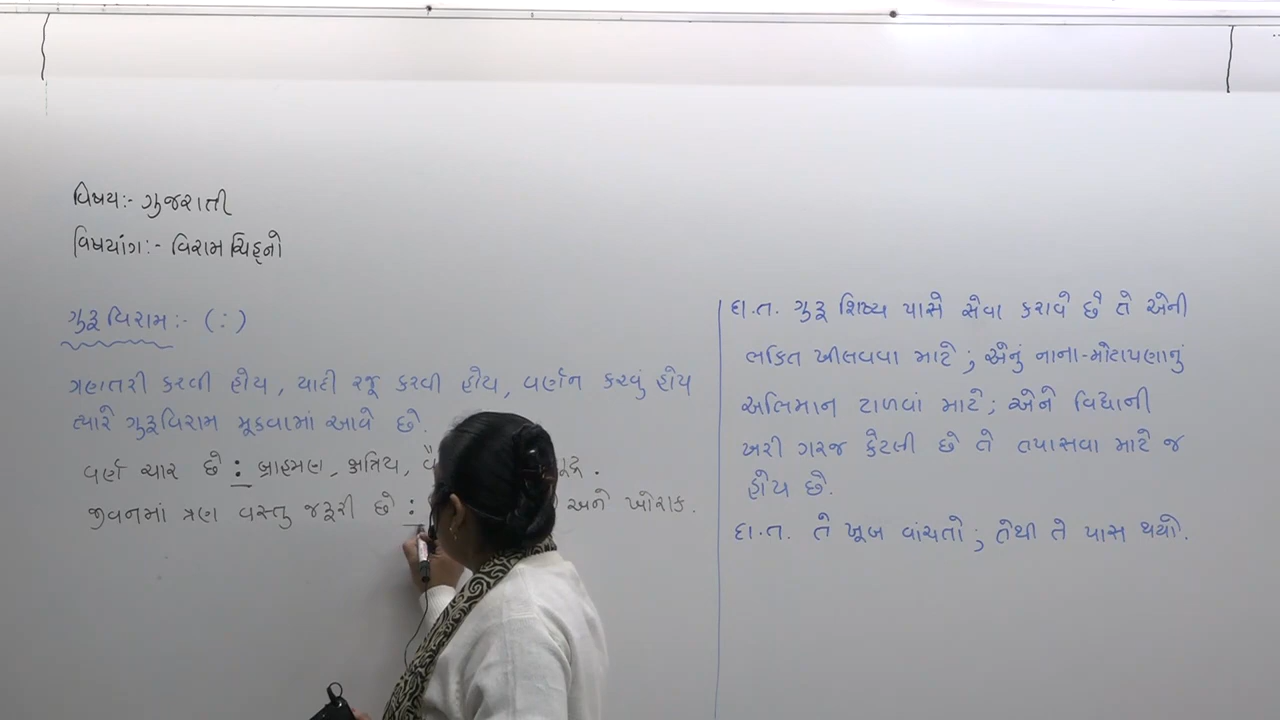 વિષય:- ગુજરાતી
વિષયાંગ:- વિરામ ચિહ્નો
ગુરૂ વિરામ:- (:)
ગણતરી કરવી હોય, યાદી રજૂ કરવી હોય, વર્ણન કરવું હોય
ત્યારે ગુરૂવિરામ મૂકવામાં આવે છે.
વર્ણ ચાર છે : બ્રાહ્મણ, ક્ષત્રિય,
જીવનમાં ત્રણ વસ્તુ જરૂરી છે : અને ખોરાક.
દા.ત. ગુરૂ શિષ્ય પાસે સેવા કરાવે છે તે એની
ભકિત ખીલવવા માટે; એનું નાના-મોટાપણાનું
અભિમાન ટાળવાં માટે; એને વિદ્યાની
ખરી ગરજ કેટલી છે તે તપાસવા માટે જ
હોય છે.
દા.ત. તે ખૂબ વાંચતો; તેથી તે પાસ થયો.